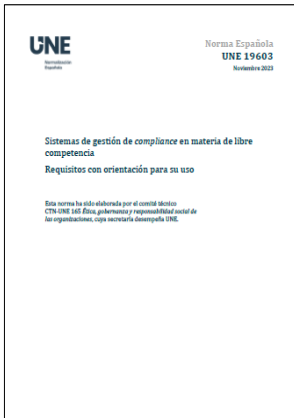 UNE
Normalización
Española
Norma Española
UNE 19603
Noviembre 2023
Sistemas de gestión de compliance en materia de libre
competencia
Requisitos con orientación para su uso
Esta norma ha sido elaborada por el comité técnico
CTN-UNE 165 Ética, gobernanza y responsabilidad social de
las organizaciones, cuya secretaría desempeña UNE.